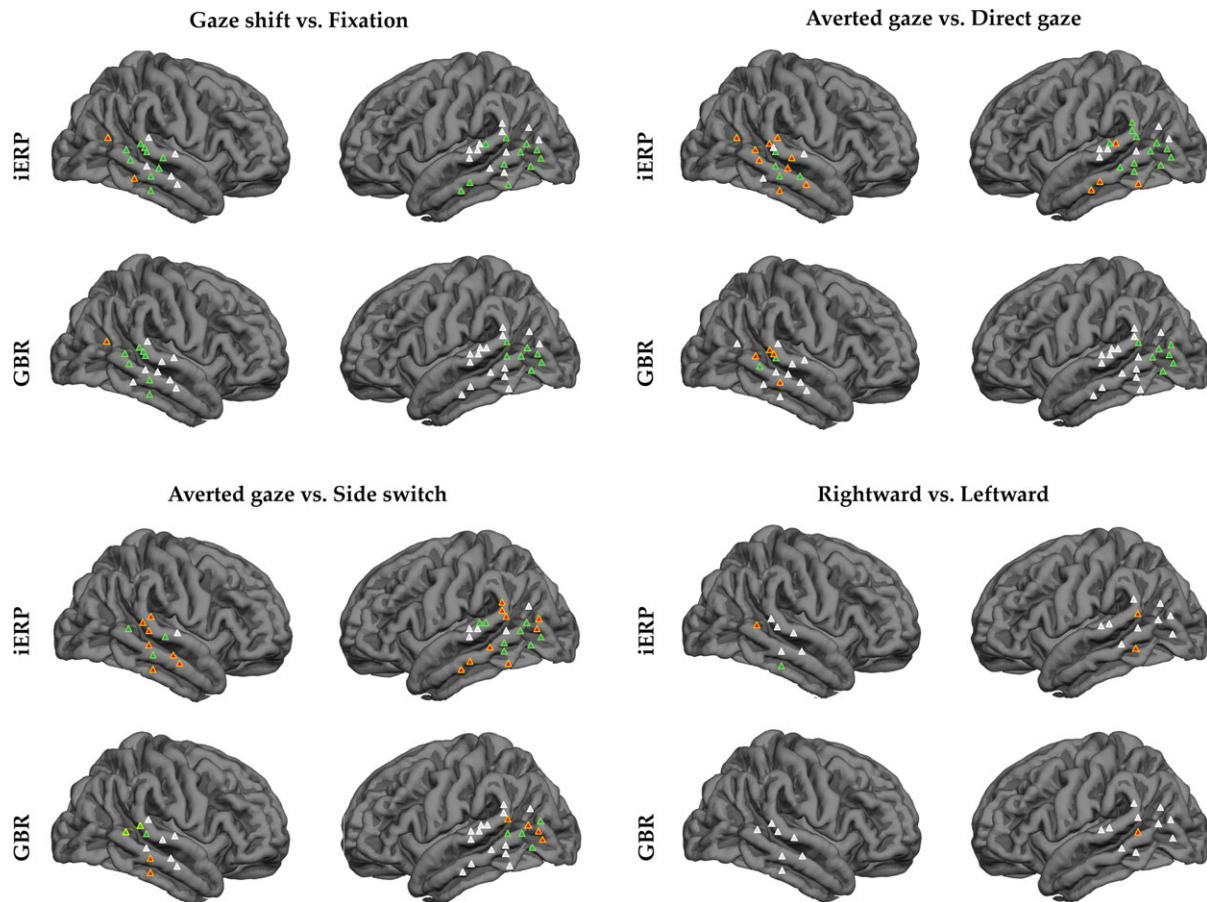 Gaze shift vs. Fixation
Averted gaze vs. Direct gaze
iERP
iERP
GBR
GBR
Averted gaze vs. Side switch
Rightward vs. Leftward
iERP
iERP
GBR
GBR